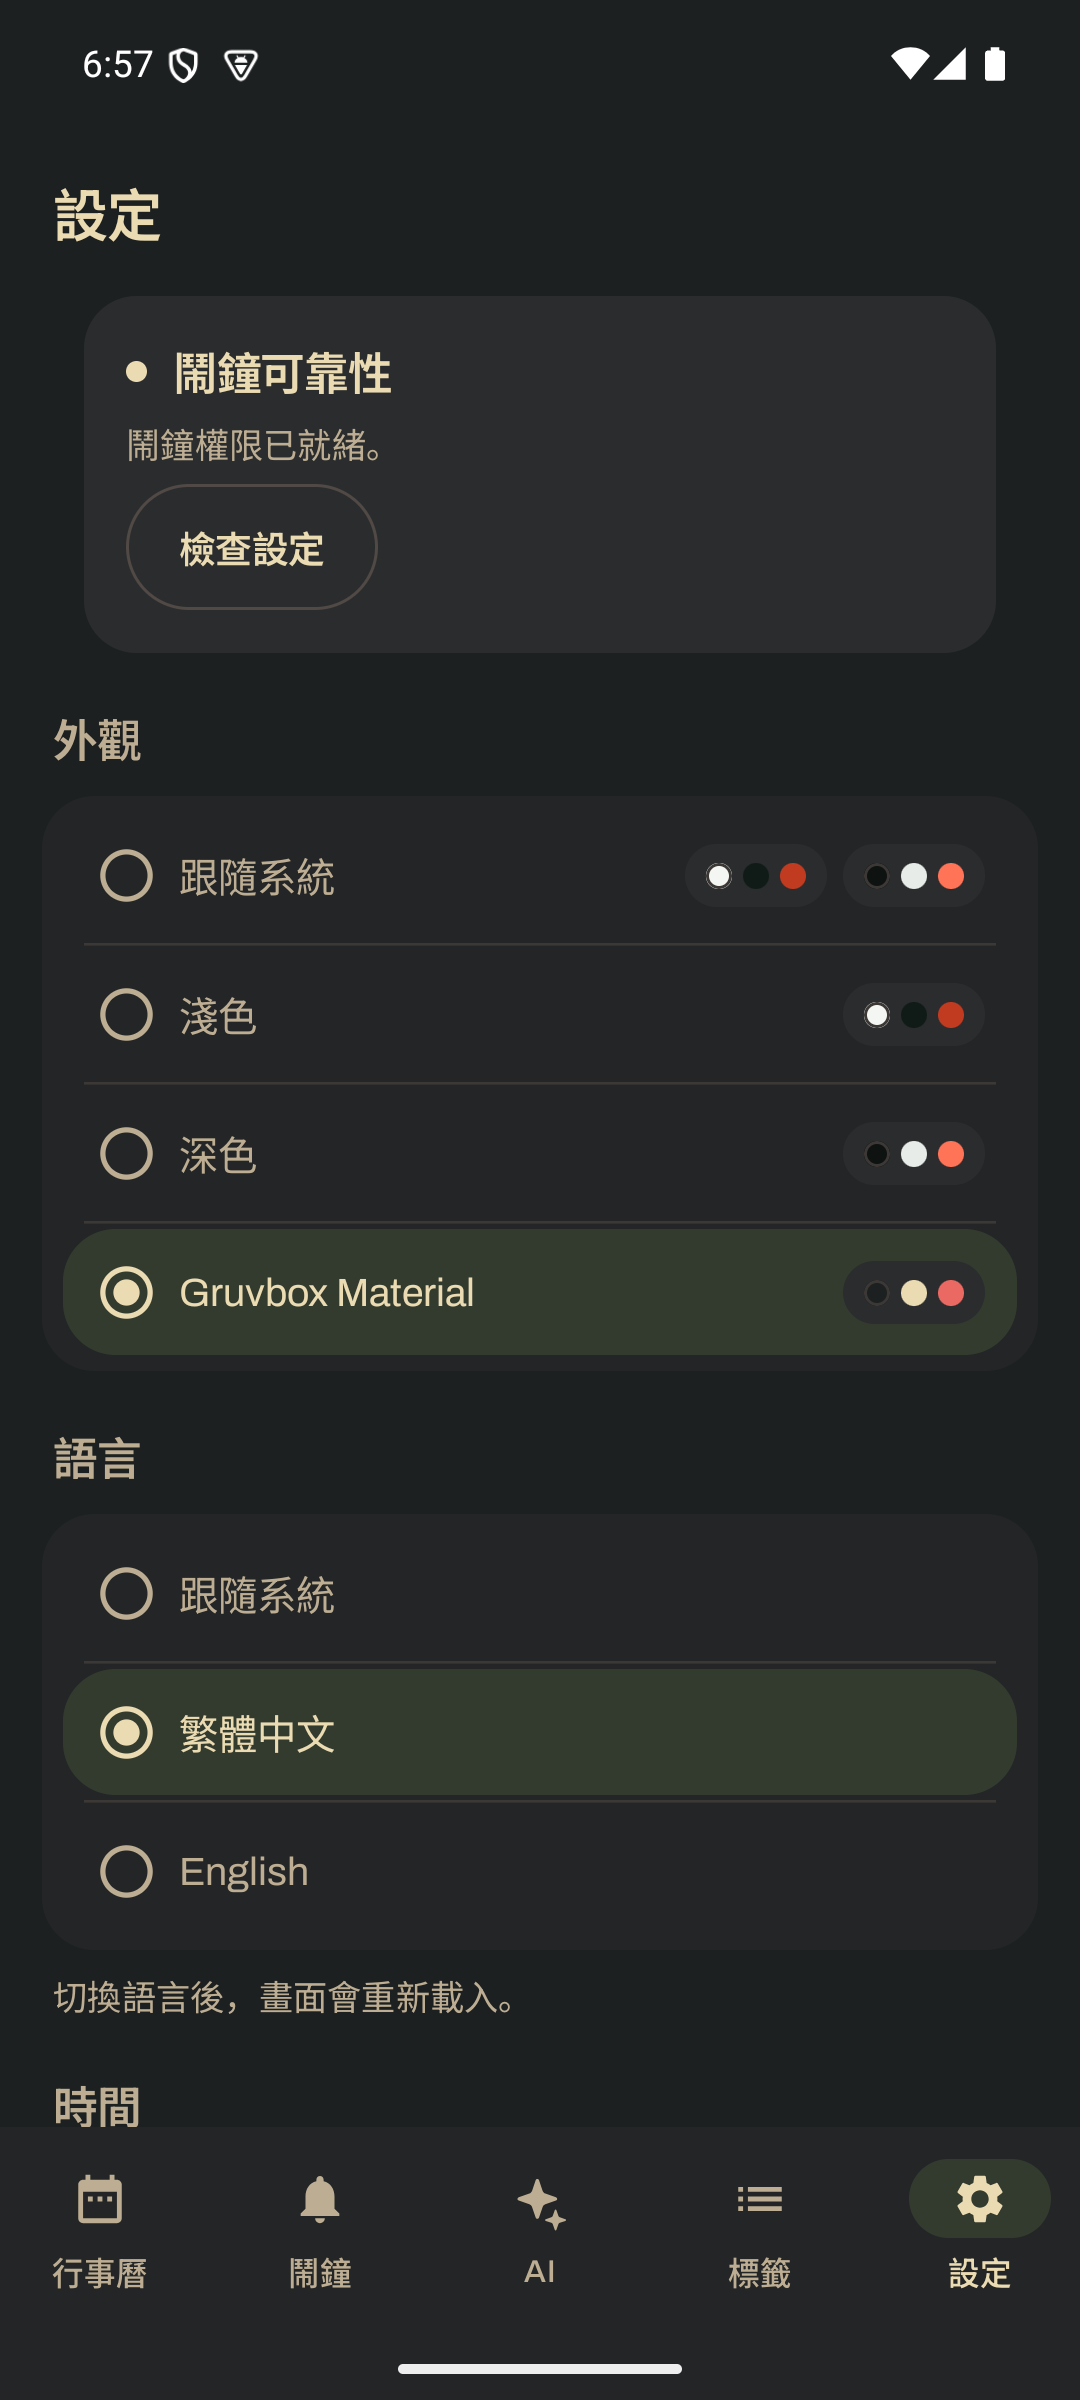 6:57
設定
鬧鐘可靠性
鬧鐘權限已就緒。
檢查設定
外觀
跟隨系統
淺色
深色
Gruvbox Material
語言
跟隨系統
繁體中文
English
切換語言後，畫面會重新載入。
時間
行事曆
鬧鐘
AI
標籤
設定